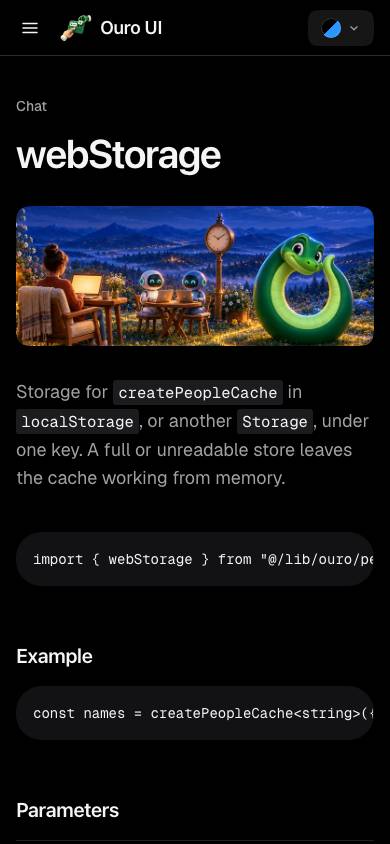 Ouro UI
Chat
webStorage
Storage for createPeopleCache in
localStorage, or another Storage, under
one key. A full or unreadable store leaves
the cache working from memory.
import { webStorage } from "@/lib/ouro/pe
Example
const names = createPeopleCache<string>({
Parameters